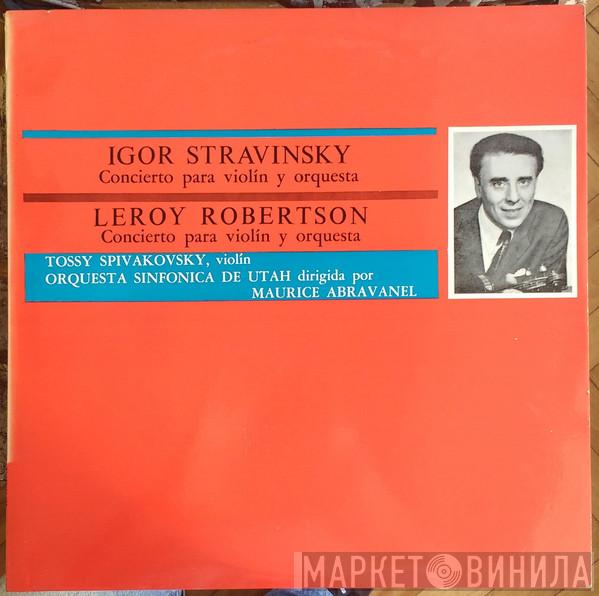 IGOR STRAVINSKY
Concierto para violín y orquesta
LEROY ROBERTSON
Concierto para violín y orquesta
TOSSY SPIVAKOVSKY, violín
ORQUESTA SINFONICA DE UTAH dirigida por
MAURICE ABRAVANEL
МАРКЕТ ВИНИЛА